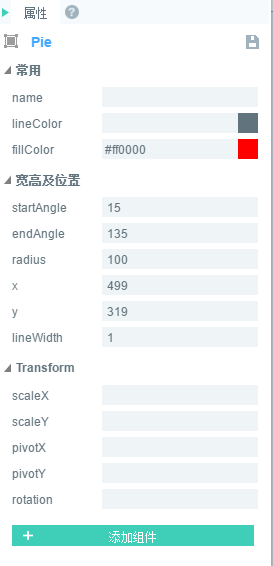 属性 ?
Pie
常用
name
lineColor
fillColor #ff0000
宽高及位置
startAngle 15
endAngle 135
radius 100
x 499
y 319
lineWidth 1
Transform
scaleX
scaleY
pivotX
pivotY
rotation
+ 添加组件